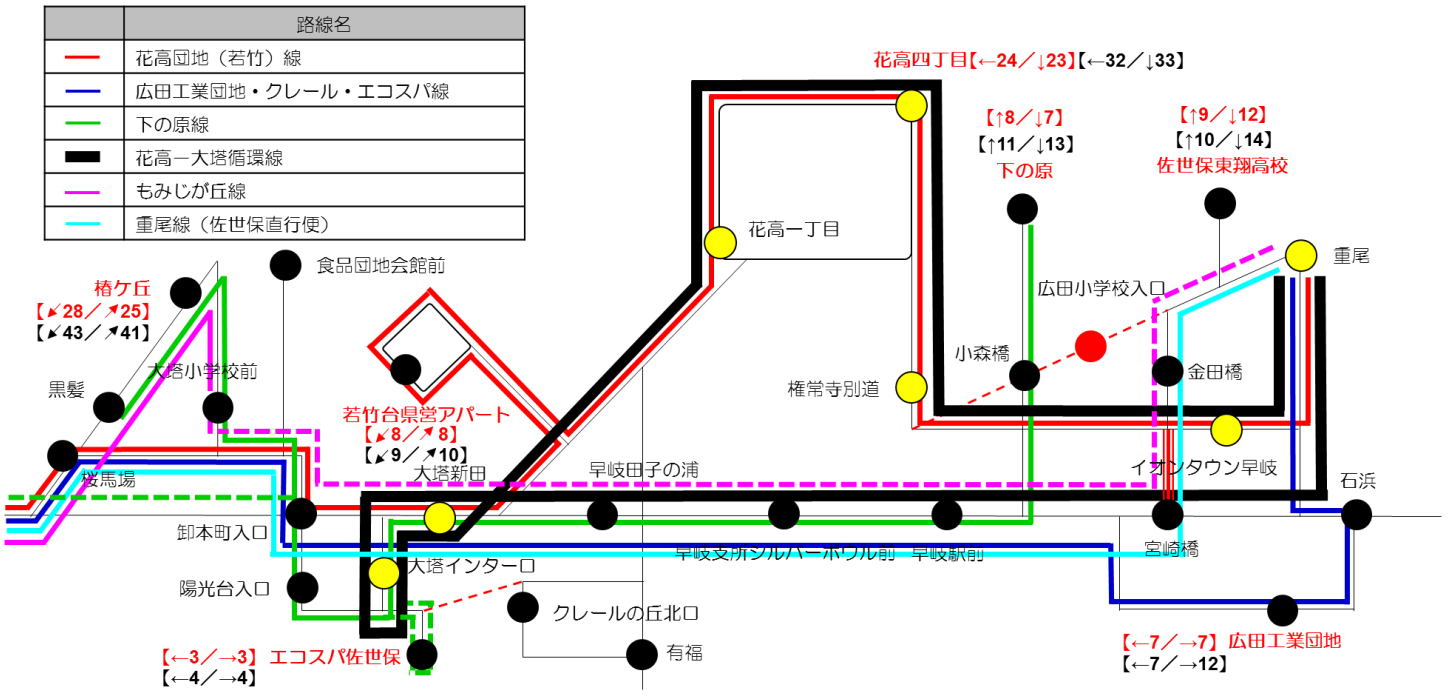 路線名
花高団地（若竹）線
広田工業団地・クレール・エコスパ線
下の原線
花高ー大塔循環線
もみじが丘線
重尾線（佐世保直行便）
花高四丁目【←24／↓23】【←32／↓33】
【↑8／↓7】
【↑11／↓13】
下の原
【↑9／↓12】
【↑10／↓14】
佐世保東翔高校
花高一丁目
重尾
食品団地会館前
椿ケ丘
【↙28／↗25】
【↙43／↗41】
広田小学校入口
小森橋
金田橋
黒髪
大塔小学校前
権常寺別道
若竹台県営アパート
【↙8／↗8】
【↙9／↗10】
大塔新田
早岐田子の浦
イオンタウン早岐
桜馬場
石浜
卸本町入口
早岐支所シルバーボウル前
早岐駅前
宮崎橋
大塔インター口
陽光台入口
クレールの丘北口
【←3／→3】エコスパ佐世保
【←4／→4】
有福
【←7／→7】広田工業団地
【←7／→12】